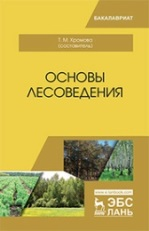 БАКАЛАВРИАТ
Т. М. Хромова
(составитель)
ОСНОВЫ
ЛЕСОВЕДЕНИЯ
ЭБС
ЛАНЬ